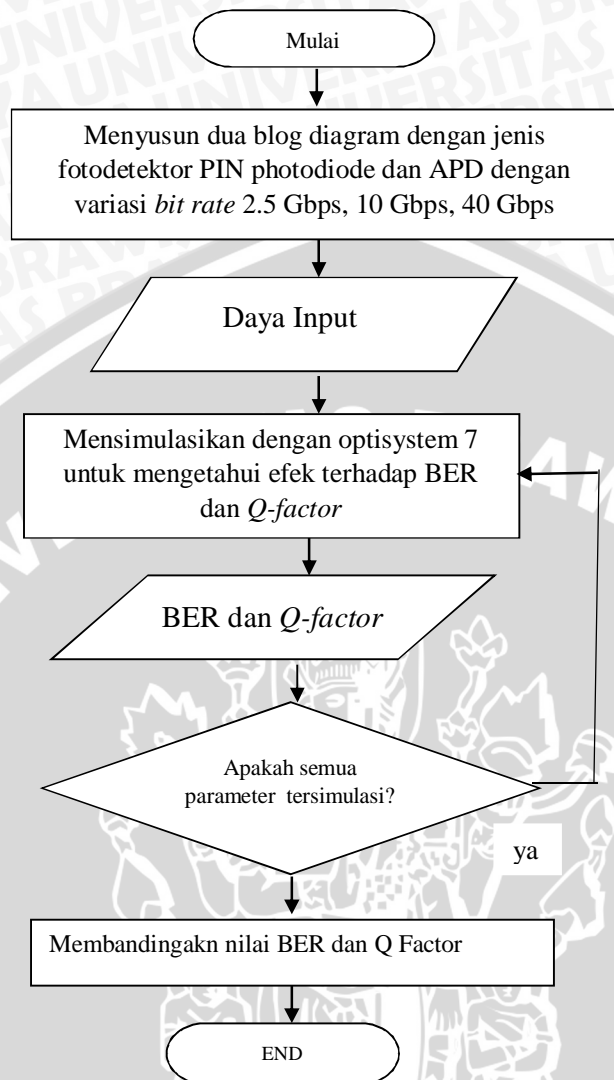 Mulai
Menyusun dua blog diagram dengan jenis
fotodetektor PIN photodiode dan APD dengan
variasi bit rate 2.5 Gbps, 10 Gbps, 40 Gbps
Daya Input
Mensimulasikan dengan optisystem 7
untuk mengetahui efek terhadap BER
dan Q-factor
BER dan Q-factor
Apakah semua
parameter tersimulasi?
ya
Membandingakn nilai BER dan Q Factor
END